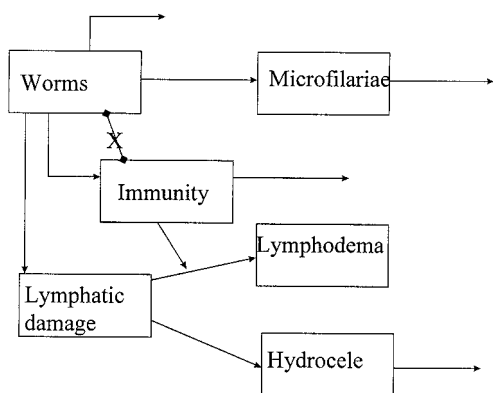 Worms
Microfilariae
X
Immunity
Lymphodema
Lymphatic
damage
Hydrocele